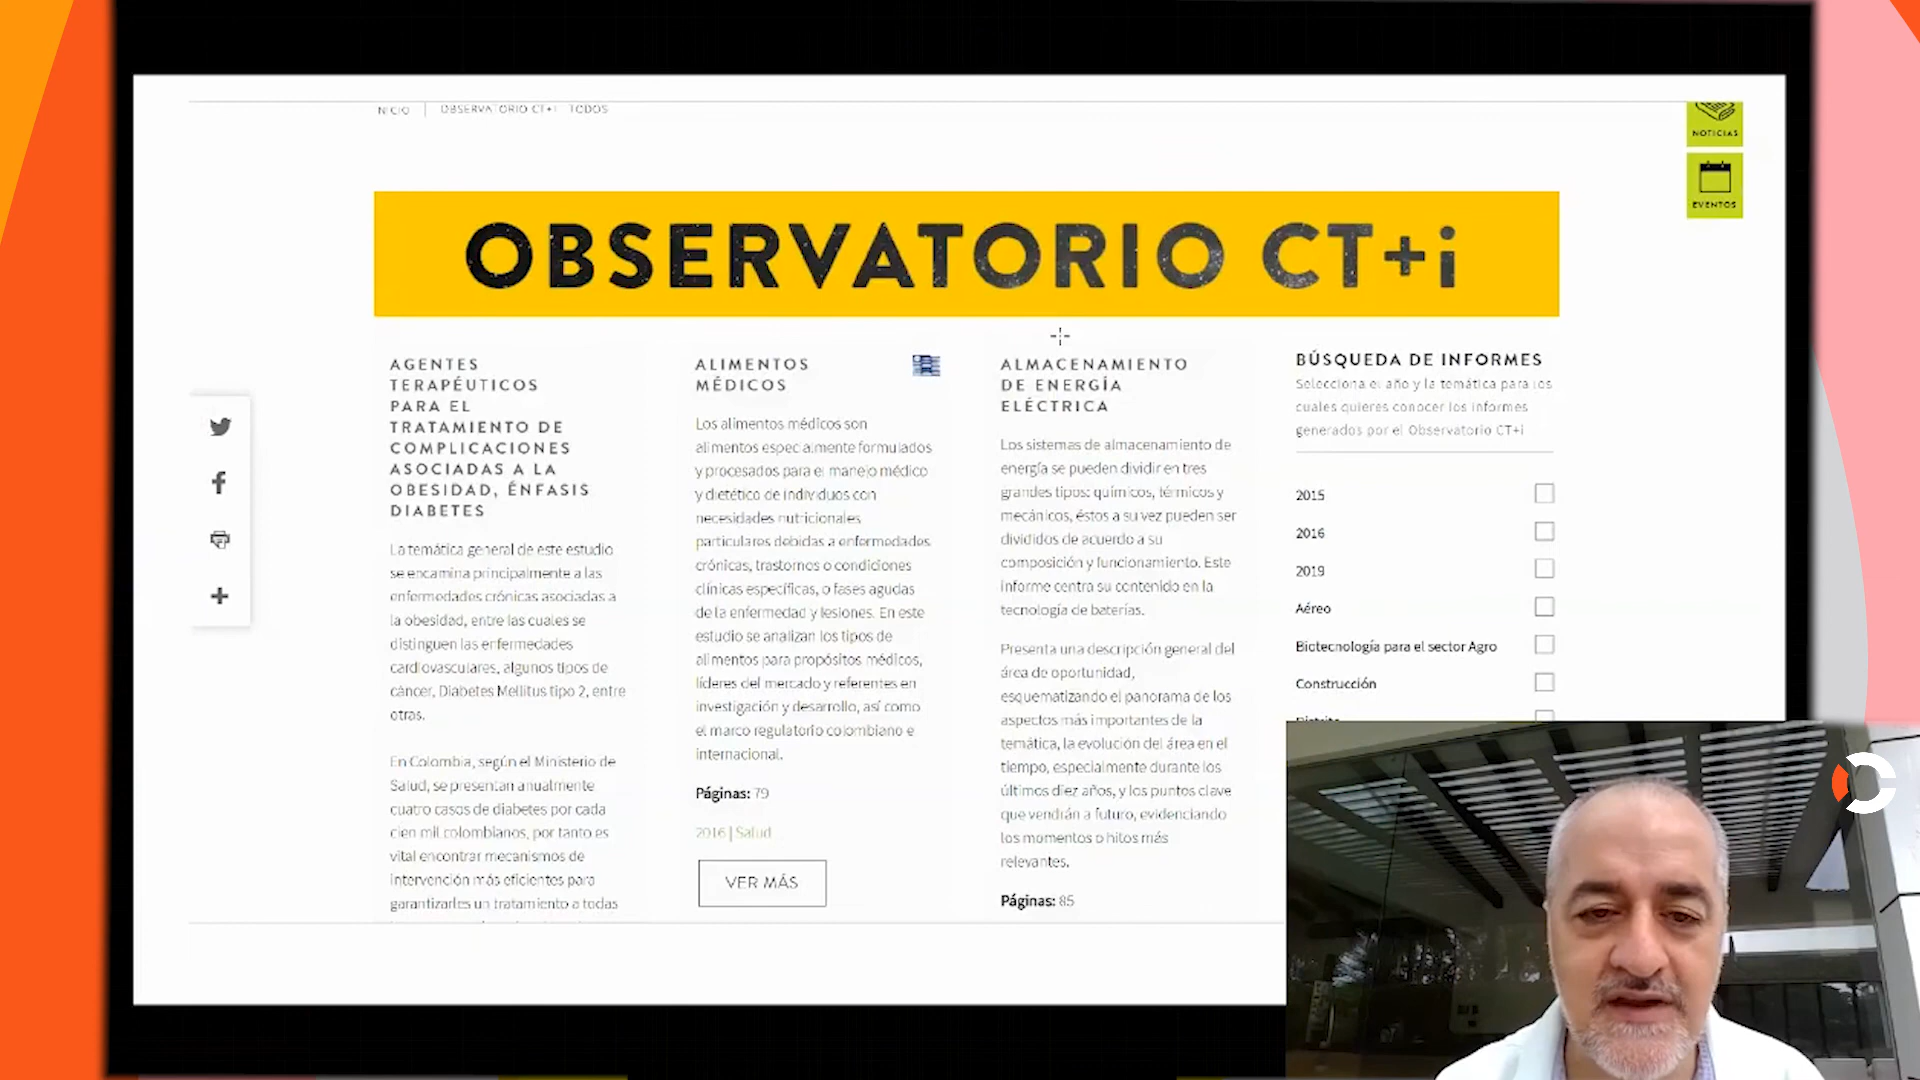 NICIO | OBSERVATORIO CT+I TODOS
NOTICIAS
EVENTOS
OBSERVATORIO CT+i
AGENTES
TERAPÉUTICOS
PARA EL
TRATAMIENTO DE
COMPLICACIONES
ASOCIADAS A LA
OBESIDAD, ÉNFASIS
DIABETES
La temática general de este estudio
se encamina principalmente a las
enfermedades crónicas asociadas a
la obesidad, entre las cuales se
distinguen las enfermedades
cardiovasculares, algunos tipos de
cáncer, Diabetes Mellitus tipo 2, entre
otras.
En Colombia, según el Ministerio de
Salud, se presentan anualmente
cuatro casos de diabetes por cada
cien mil colombianos, por tanto es
vital encontrar mecanismos de
intervención más eficientes para
garantizarles un tratamiento a todas
ALIMENTOS
MÉDICOS
Los alimentos médicos son
alimentos especialmente formulados
y procesados para el manejo médico
y dietético de individuos con
necesidades nutricionales
particulares debidas a enfermedades
crónicas, trastornos o condiciones
clínicas específicas, o fases agudas
de la enfermedad y lesiones. En este
estudio se analizan los tipos de
alimentos para propósitos médicos,
líderes del mercado y referentes en
investigación y desarrollo, así como
el marco regulatorio colombiano e
internacional.
Páginas: 79
2016 | Salud
VER MÁS
ALMACENAMIENTO
DE ENERGÍA
ELÉCTRICA
Los sistemas de almacenamiento de
energía se pueden dividir en tres
grandes tipos: químicos, térmicos y
mecánicos, éstos a su vez pueden ser
divididos de acuerdo a su
composición y funcionamiento. Este
informe centra su contenido en la
tecnología de baterías.
Presenta una descripción general del
área de oportunidad,
esquematizando el panorama de los
aspectos más importantes de la
temática, la evolución del área en el
tiempo, especialmente durante los
últimos diez años, y los puntos clave
que vendrán a futuro, evidenciando
los momentos o hitos más
relevantes.
Páginas: 85
BÚSQUEDA DE INFORMES
Selecciona el año y la temática para los
cuales quieres conocer los informes
generados por el Observatorio CT+i
2015
2016
2019
Aéreo
Biotecnología para el sector Agro
Construcción